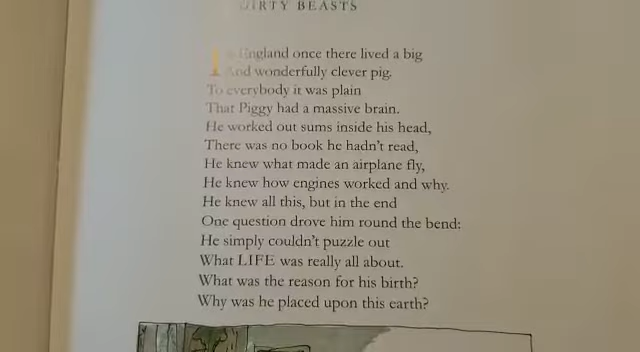 DIRTY BEASTS
In England once there lived a big
And wonderfully clever pig.
To everybody it was plain
That Piggy had a massive brain.
He worked out sums inside his head,
There was no book he hadn't read,
He knew what made an airplane fly,
He knew how engines worked and why.
He knew all this, but in the end
One question drove him round the bend:
He simply couldn't puzzle out
What LIFE was really all about.
What was the reason for his birth?
Why was he placed upon this earth?